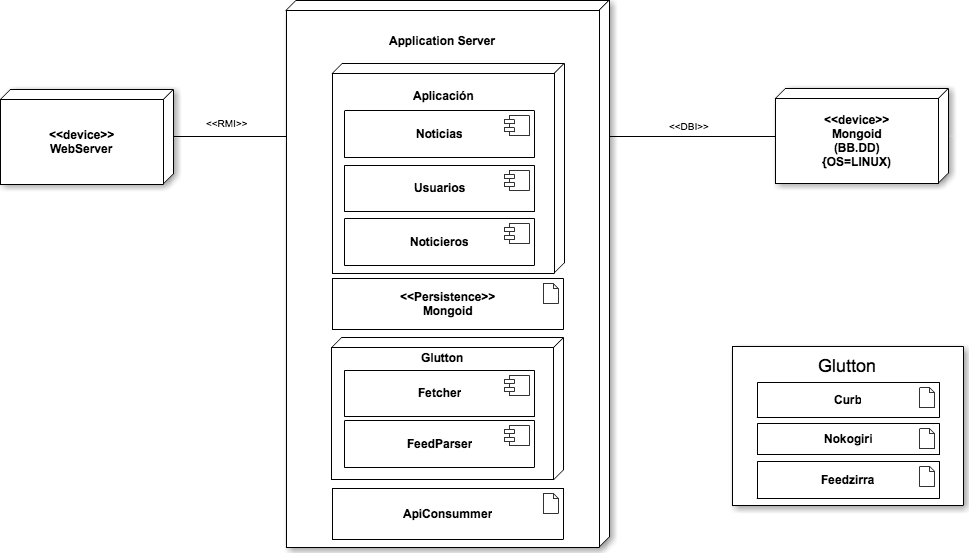 Application Server
Aplicación
Noticias
Usuarios
Noticieros
<<Persistence>>
Mongoid
Glutton
Fetcher
FeedParser
ApiConsummer
<<device>>
WebServer
<<RMI>>
<<DBI>>
<<device>>
Mongoid
(BB.DD)
{OS=LINUX)
Glutton
Curb
Nokogiri
Feedzirra